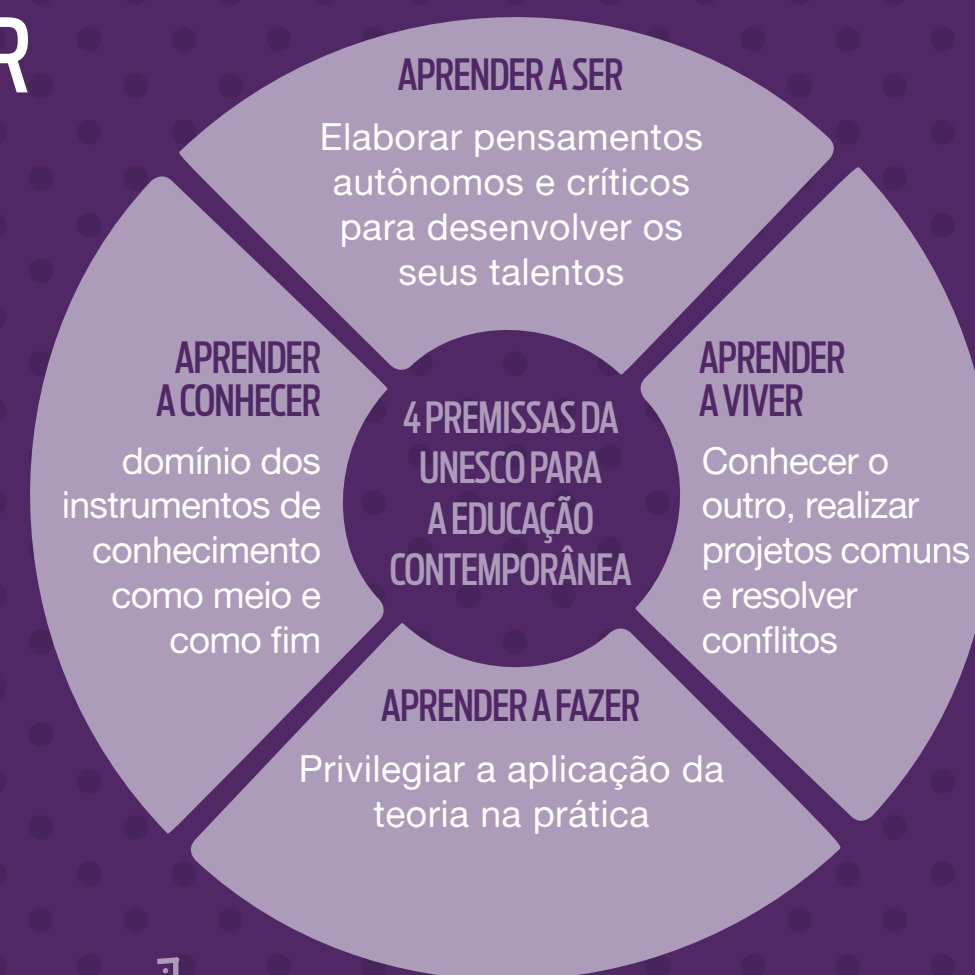 R
APRENDER A SER
Elaborar pensamentos
autônomos e críticos
para desenvolver os
seus talentos
APRENDER
A CONHECER
domínio dos
instrumentos de
conhecimento
como meio e
como fim
4 PREMISSAS DA
UNESCO PARA
A EDUCAÇÃO
CONTEMPORÂNEA
APRENDER
A VIVER
Conhecer o
outro, realizar
projetos comuns
e resolver
conflitos
APRENDER A FAZER
Privilegiar a aplicação da
teoria na prática